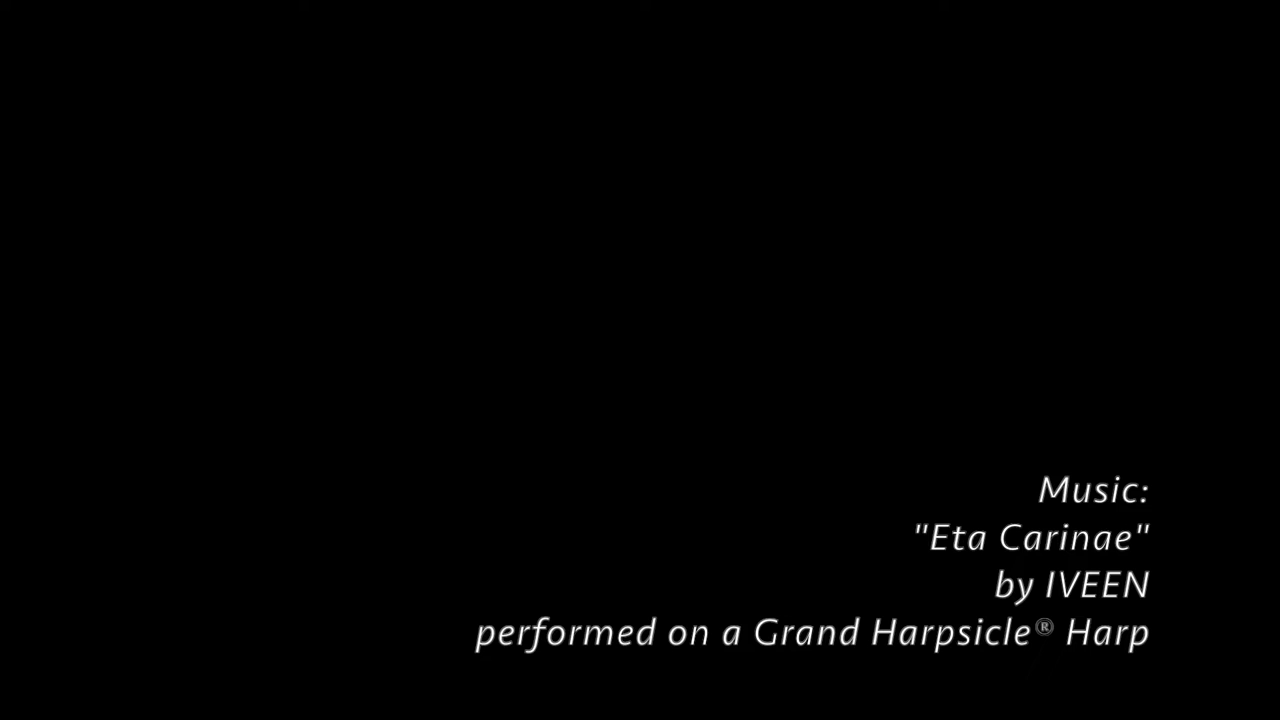 Music:
"Eta Carinae"
by IVEEN
performed on a Grand Harpsicle® Harp